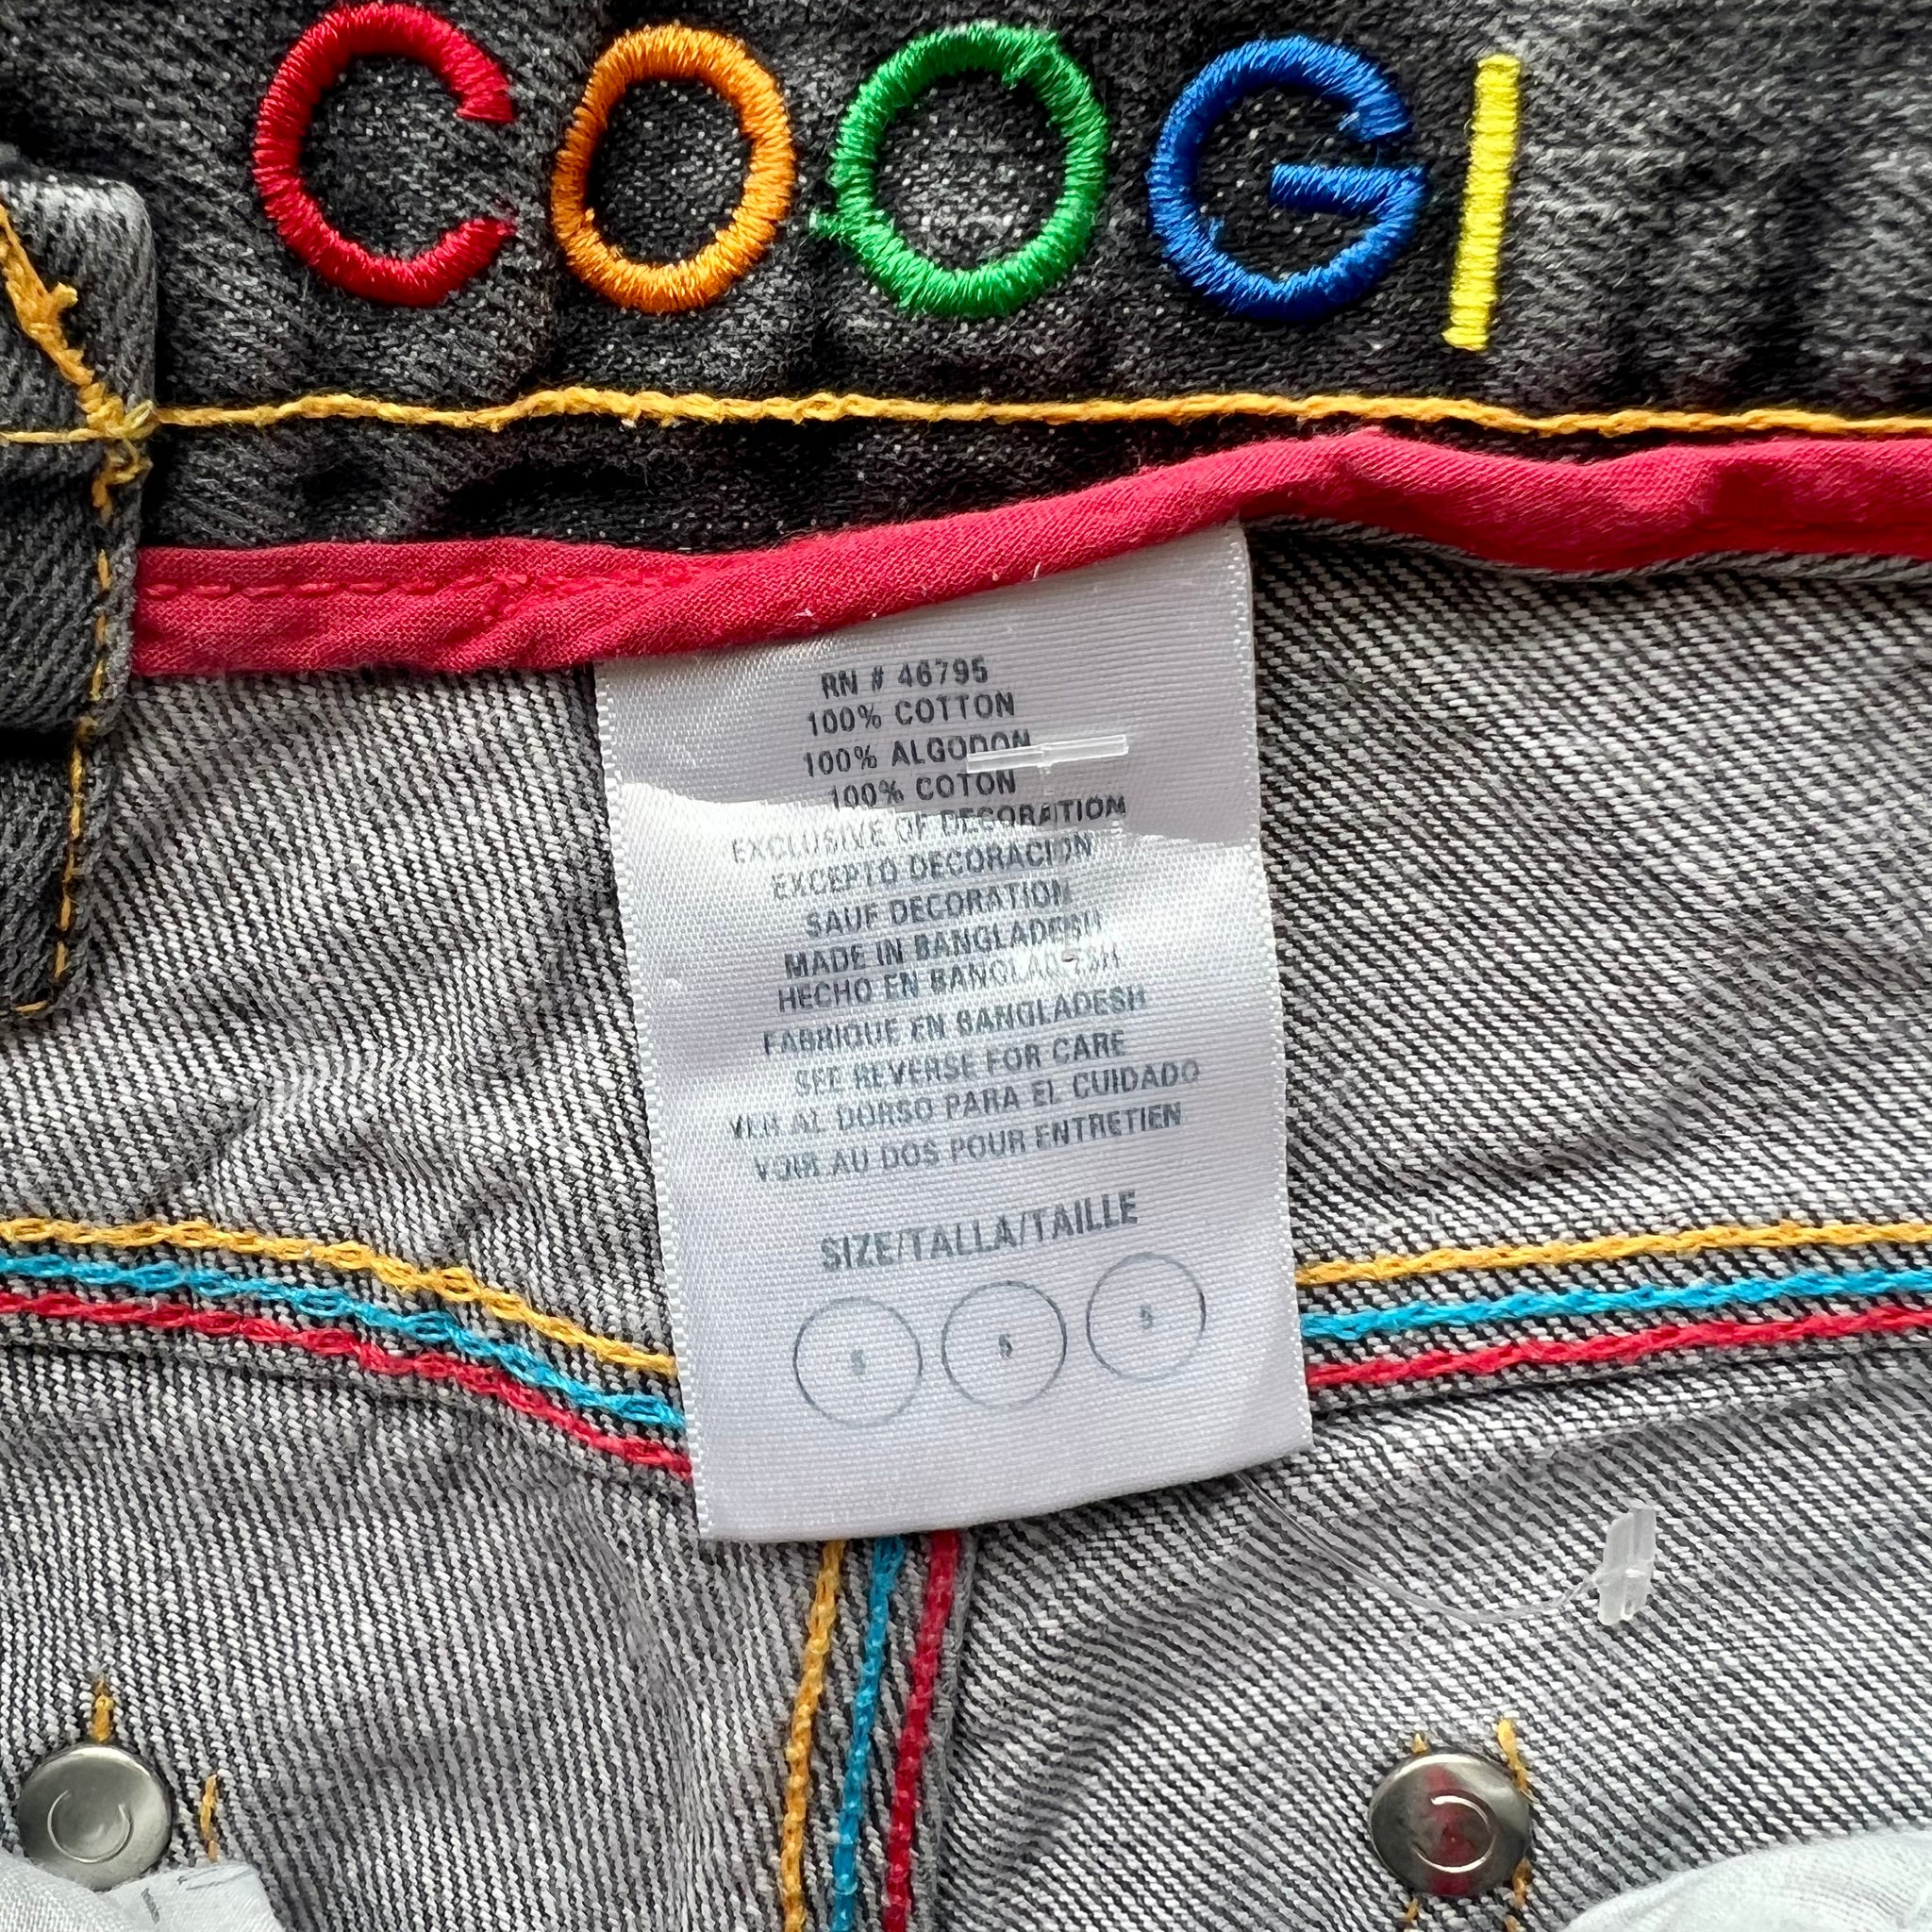 COOGI
RN # 46795
100% COTTON
100% ALGODON
100% COTON
EXCLUSIVE OF DECORATION
EXCEPTO DECORACION
SAUF DECORATION
MADE IN BANGLADESH
HECHO EN BANGLADESH
FABRIQUE EN BANGLADESH
SEE REVERSE FOR CARE
VER AL DORSO PARA EL CUIDADO
VOIR AU DOS POUR ENTRETIEN
SIZE/TALLA/TAILLE